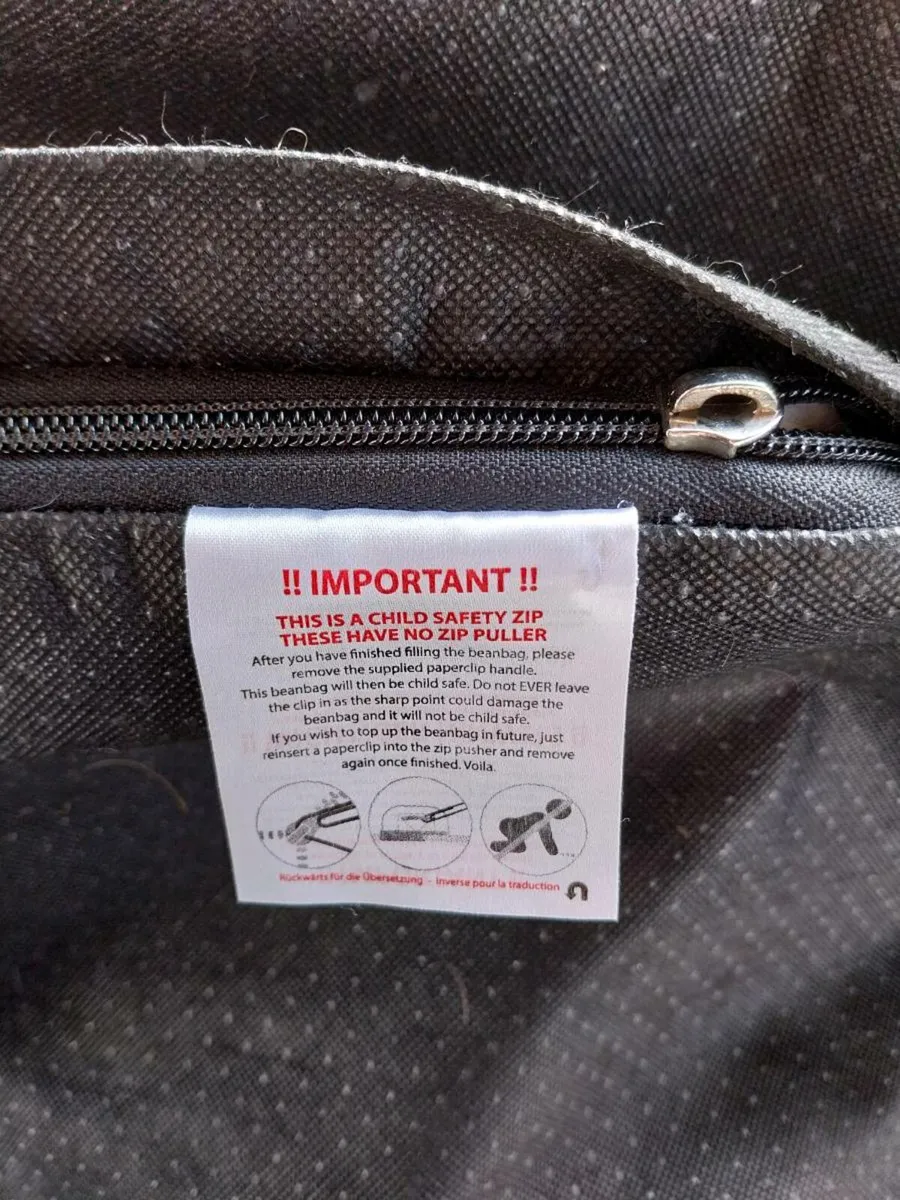 !! IMPORTANT !!
THIS IS A CHILD SAFETY ZIP
THESE HAVE NO ZIP PULLER
After you have finished filling the beanbag, please
remove the supplied paperclip handle.
This beanbag will then be child safe. Do not EVER leave
the clip in as the sharp point could damage the
beanbag and it will not be child safe.
If you wish to top up the beanbag in future, just
reinsert a paperclip into the zip pusher and remove
again once finished. Voila.
Rückwärts für die Übersetzung - Inverse pour la traduction